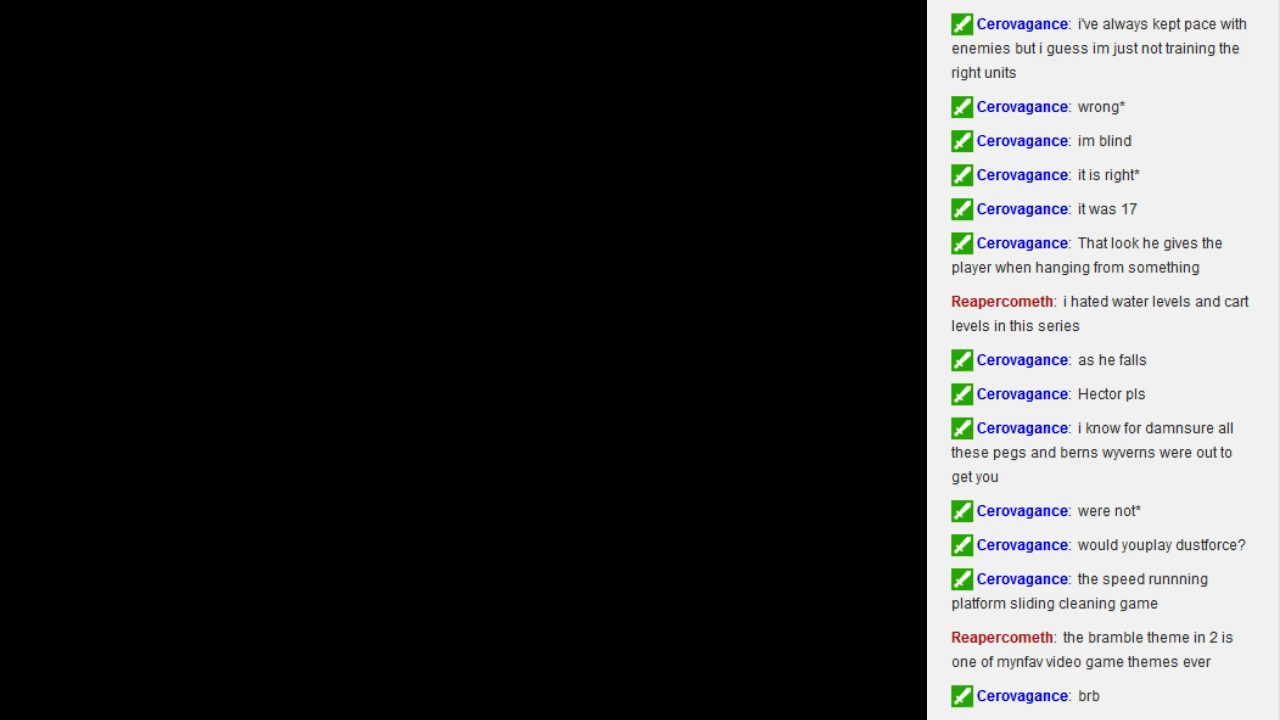 Cerovagance: i've always kept pace with
enemies but i guess im just not training the
right units
Cerovagance: wrong*
Cerovagance: im blind
Cerovagance: it is right*
Cerovagance: it was 17
Cerovagance: That look he gives the
player when hanging from something
Reapercometh: i hated water levels and cart
levels in this series
Cerovagance: as he falls
Cerovagance: Hector pls
Cerovagance: i know for damnsure all
these pegs and berns wyverns were out to
get you
Cerovagance: were not*
Cerovagance: would youplay dustforce?
Cerovagance: the speed runnning
platform sliding cleaning game
Reapercometh: the bramble theme in 2 is
one of mynfav video game themes ever
Cerovagance: brb